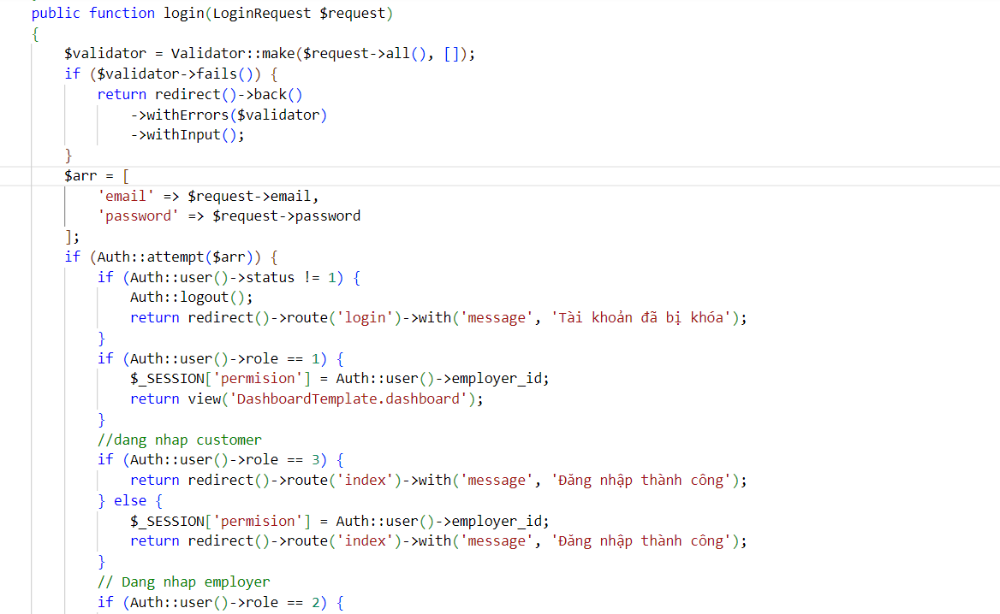 public function login(LoginRequest $request)
{
$validator = Validator::make($request->all(), []);
if ($validator->fails()) {
return redirect()->back()
->withErrors($validator)
->withInput();
}
$arr = [
'email' => $request->email,
'password' => $request->password
];
if (Auth::attempt($arr)) {
if (Auth::user()->status != 1) {
Auth::logout();
return redirect()->route('login')->with('message', 'Tài khoản đã bị khóa');
}
if (Auth::user()->role == 1) {
$_SESSION['permision'] = Auth::user()->employer_id;
return view('DashboardTemplate.dashboard');
}
//dang nhap customer
if (Auth::user()->role == 3) {
return redirect()->route('index')->with('message', 'Đăng nhập thành công');
} else {
$_SESSION['permision'] = Auth::user()->employer_id;
return redirect()->route('index')->with('message', 'Đăng nhập thành công');
}
// Dang nhap employer
if (Auth::user()->role == 2) {